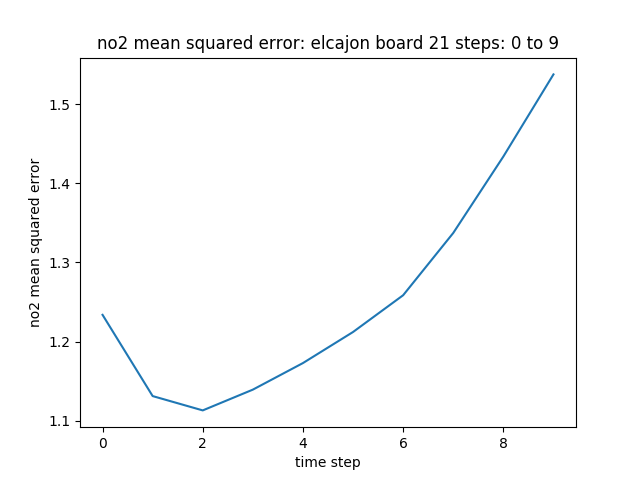 no2 mean squared error: elcajon board 21 steps: 0 to 9
no2 mean squared error
1.5
1.4
1.3
1.2
1.1
0 2 4 6 8
time step